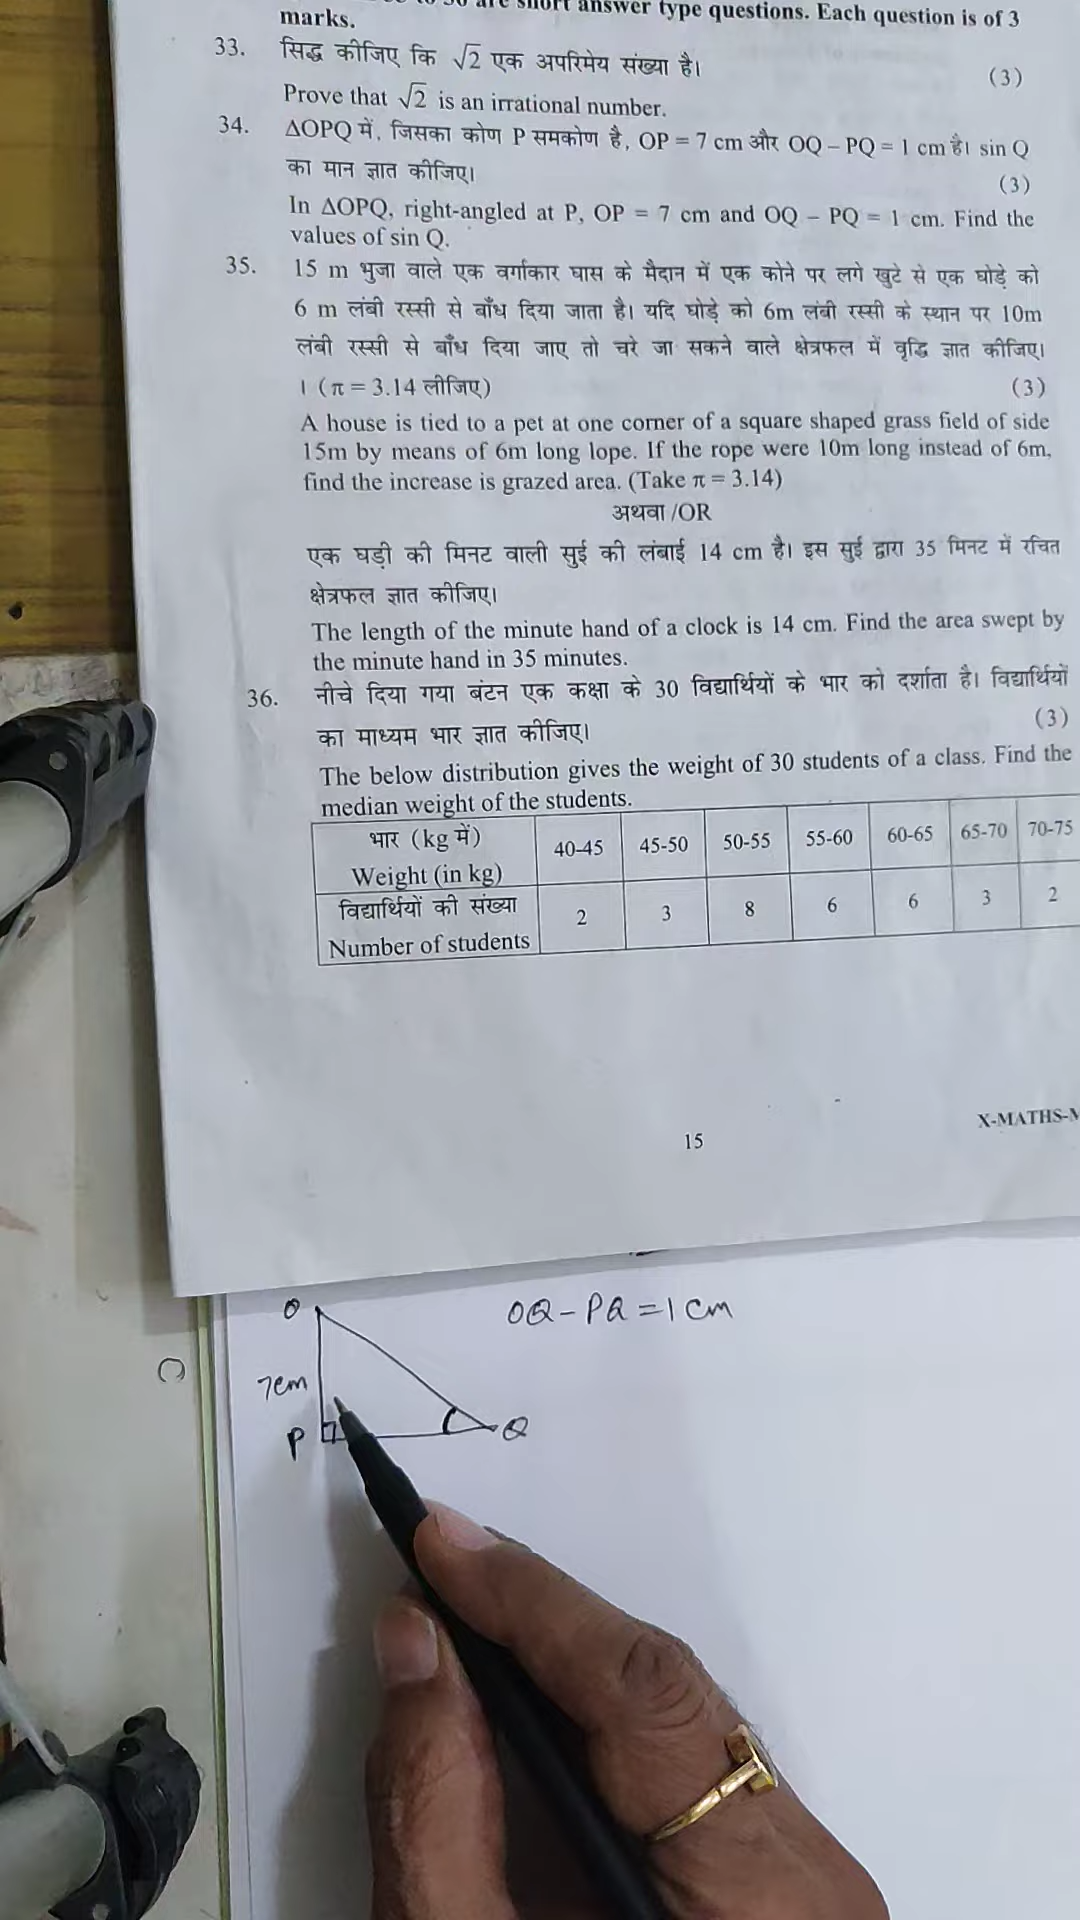 are short answer type questions. Each question is of 3
marks.
33. सिद्ध कीजिए कि √2 एक अपरिमेय संख्या है।
(3)
Prove that √2 is an irrational number.
34. ΔOPQ में, जिसका कोण P समकोण है, OP = 7 cm और OQ – PQ = 1 cm है। sin Q
का मान ज्ञात कीजिए।
(3)
In ΔOPQ, right-angled at P, OP = 7 cm and OQ – PQ = 1 cm. Find the
values of sin Q.
35. 15 m भुजा वाले एक वर्गाकार घास के मैदान में एक कोने पर लगे खुटे से एक घोड़े को
6 m लंबी रस्सी से बाँध दिया जाता है। यदि घोड़े को 6m लंबी रस्सी के स्थान पर 10m
लंबी रस्सी से बाँध दिया जाए तो चरे जा सकने वाले क्षेत्रफल में वृद्धि ज्ञात कीजिए।
। (π = 3.14 लीजिए) (3)
A house is tied to a pet at one corner of a square shaped grass field of side
15m by means of 6m long lope. If the rope were 10m long instead of 6m,
find the increase is grazed area. (Take π = 3.14)
अथवा /OR
एक घड़ी की मिनट वाली सुई की लंबाई 14 cm है। इस सुई द्वारा 35 मिनट में रचित
क्षेत्रफल ज्ञात कीजिए।
The length of the minute hand of a clock is 14 cm. Find the area swept by
the minute hand in 35 minutes.
36. नीचे दिया गया बंटन एक कक्षा के 30 विद्यार्थियों के भार को दर्शाता है। विद्यार्थियों
का माध्यम भार ज्ञात कीजिए। (3)
The below distribution gives the weight of 30 students of a class. Find the
median weight of the students.
भार (kg में)
Weight (in kg) 40-45 45-50 50-55 55-60 60-65 65-70 70-75
विद्यार्थियों की संख्या
Number of students 2 3 8 6 6 3 2
X-MATHS-
15
O OQ – PQ = 1 cm
7cm
P Q